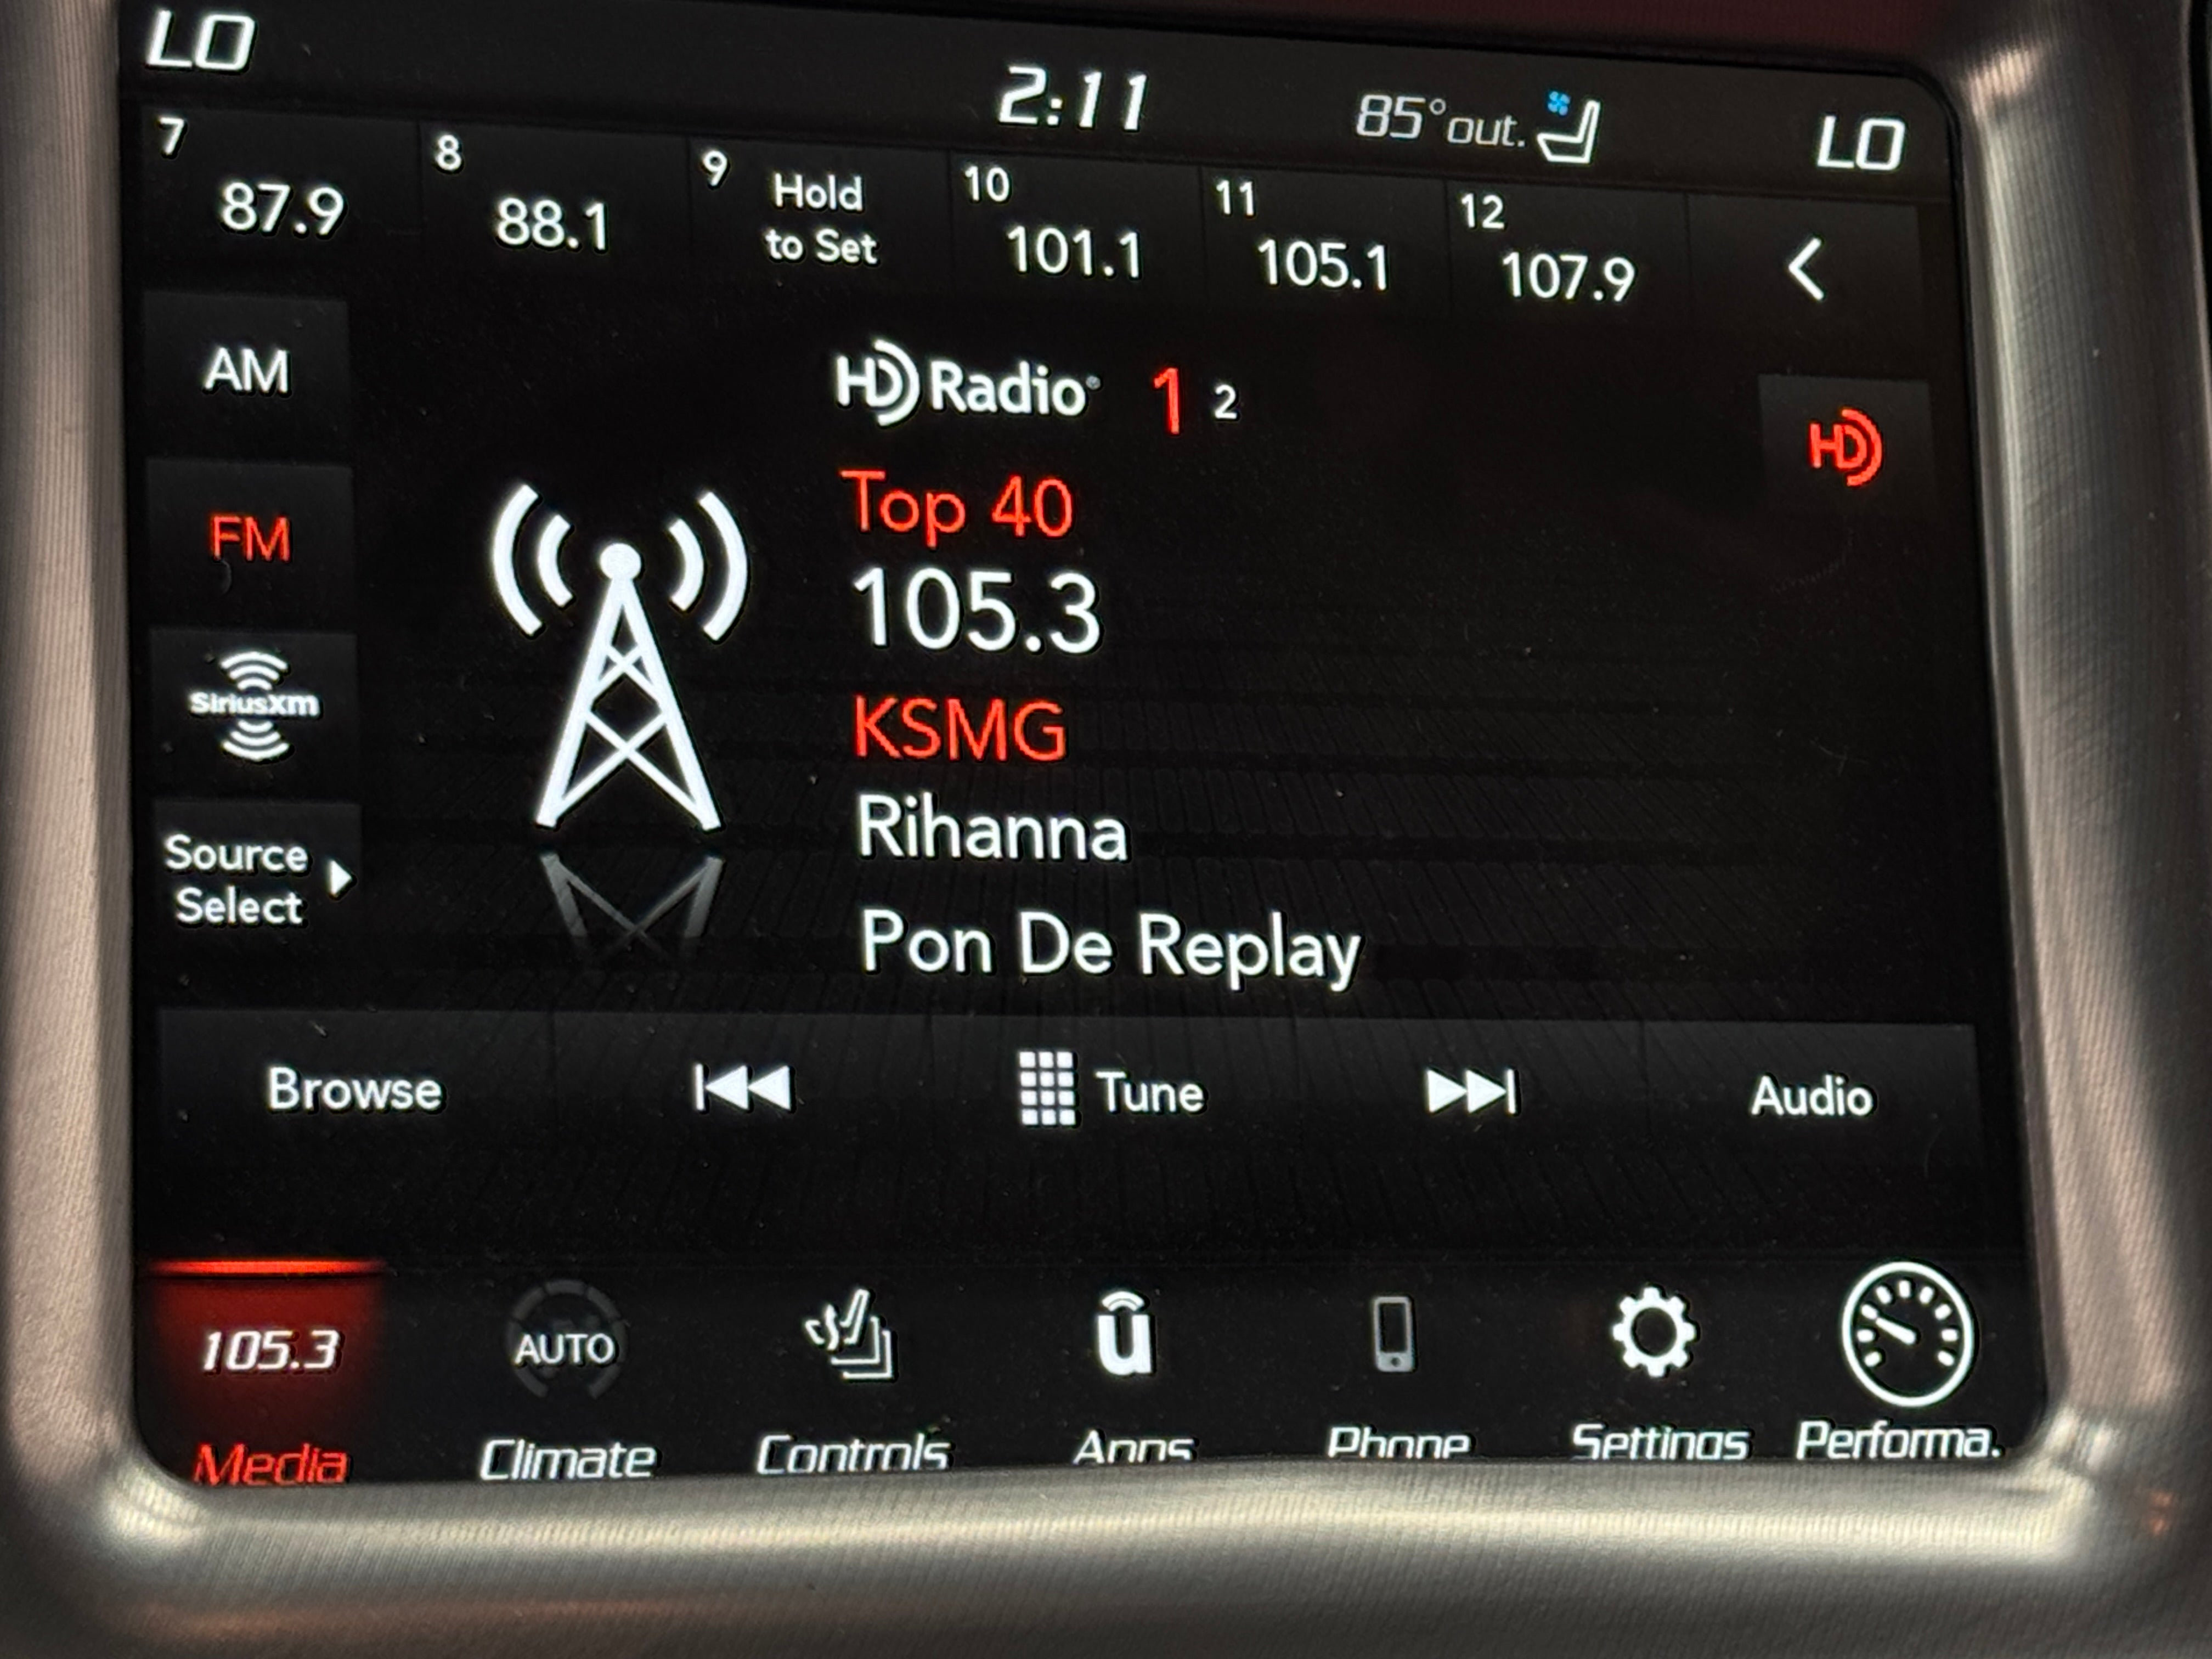 LO
2:11
85°out.
LO
7
87.9
8
88.1
9
Hold
to Set
10
101.1
11
105.1
12
107.9
AM
HD Radio® 1 2
HD
FM
Top 40
105.3
SiriusXM
KSMG
Rihanna
Source
Select
Pon De Replay
Browse
Tune
Audio
105.3
AUTO
u
Media
Climate
Controls
Apps
Phone
Settings
Performa.